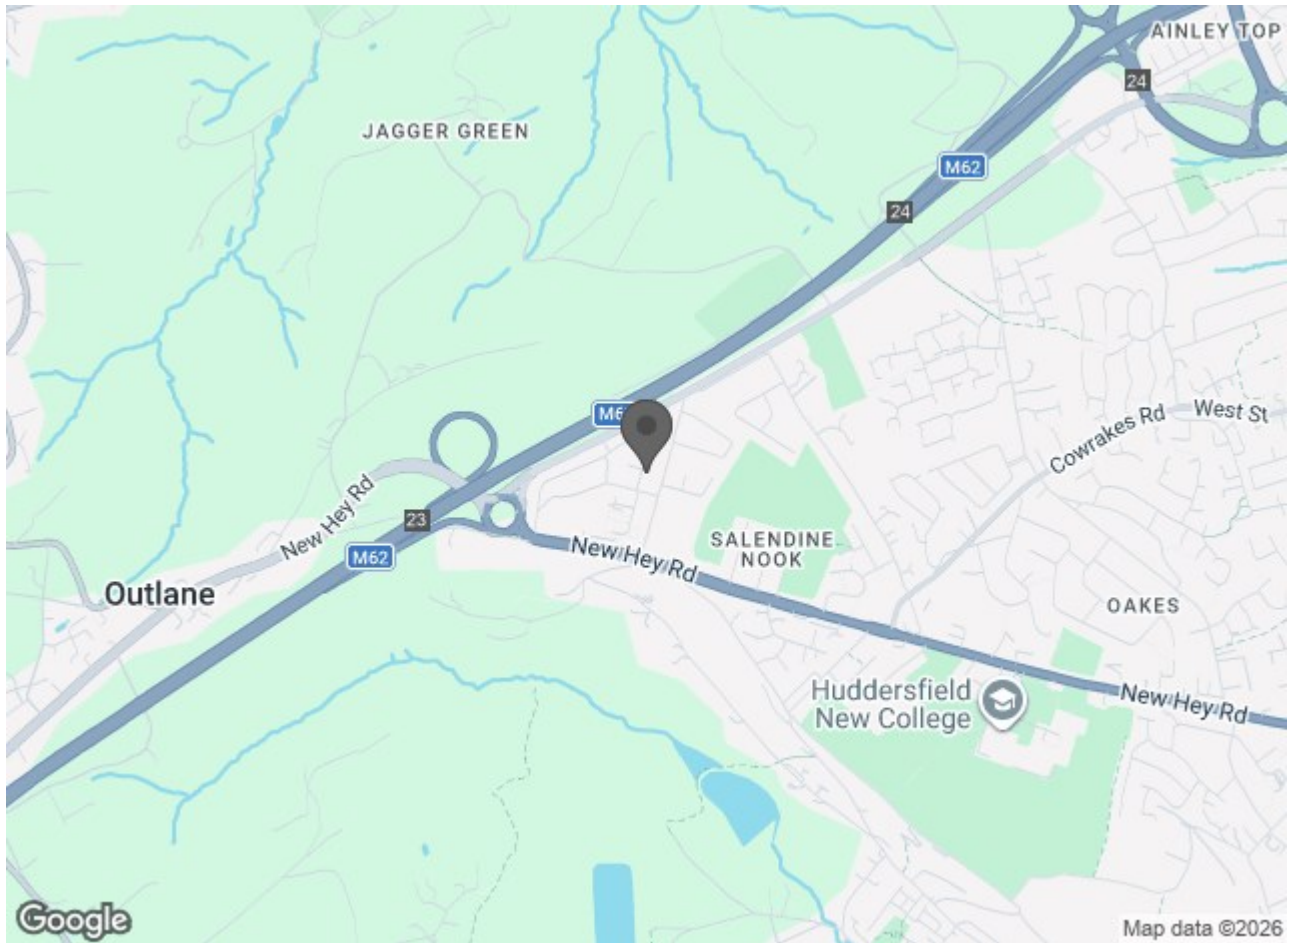 AINLEY TOP
24
JAGGER GREEN
M62
24
West St
Cowrakes Rd
M62
New Hey Rd
23
M62
New Hey Rd
SALENDINE
NOOK
Outlane
OAKES
Huddersfield
New College
New Hey Rd
Google
Map data ©2026